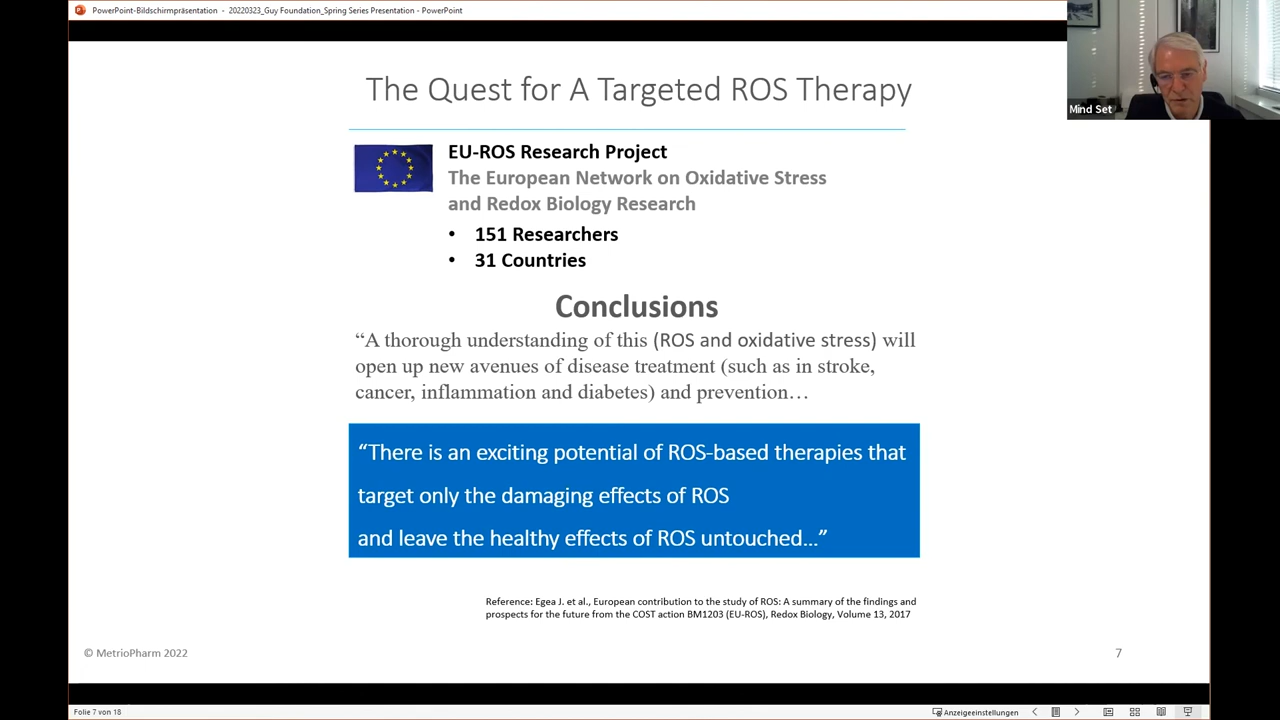 PowerPoint-Bildschirmpräsentation - 20220323_Guy Foundation_Spring Series Presentation - PowerPoint
Mind Set
The Quest for A Targeted ROS Therapy
EU-ROS Research Project
The European Network on Oxidative Stress
and Redox Biology Research
• 151 Researchers
• 31 Countries
Conclusions
“A thorough understanding of this (ROS and oxidative stress) will
open up new avenues of disease treatment (such as in stroke,
cancer, inflammation and diabetes) and prevention…
“There is an exciting potential of ROS-based therapies that
target only the damaging effects of ROS
and leave the healthy effects of ROS untouched…”
Reference: Egea J. et al., European contribution to the study of ROS: A summary of the findings and
prospects for the future from the COST action BM1203 (EU-ROS), Redox Biology, Volume 13, 2017
© MetrioPharm 2022
7
Folie 7 von 18
Anzeigeeinstellungen